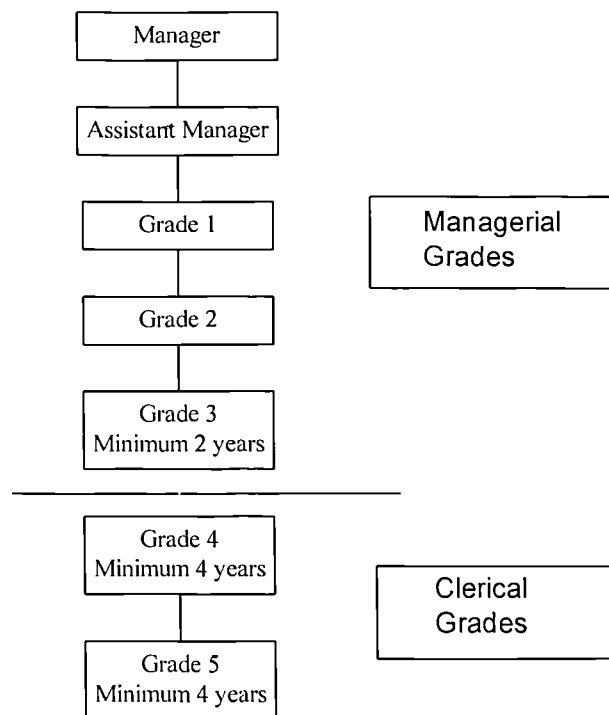 Manager
Assistant Manager
Grade 1
Managerial
Grades
Grade 2
Grade 3
Minimum 2 years
Grade 4
Minimum 4 years
Clerical
Grades
Grade 5
Minimum 4 years